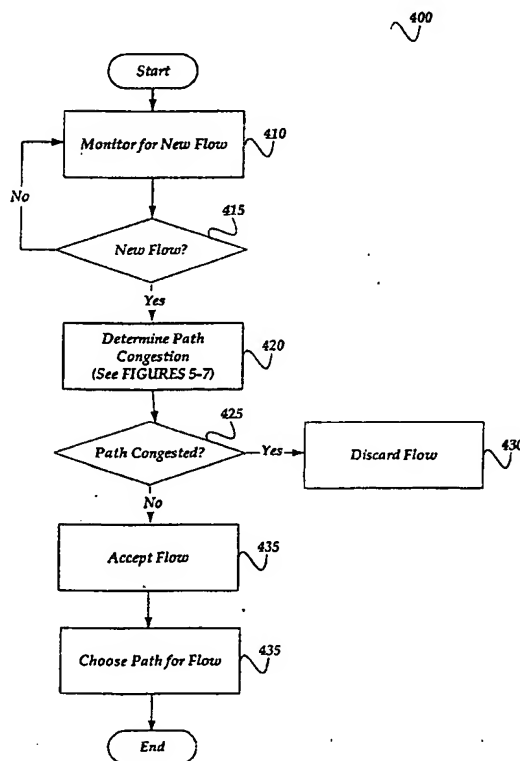 400
Start
Monitor for New Flow
410
No
415
New Flow?
Yes
Determine Path
Congestion
(See FIGURES 5-7)
420
425
Path Congested?
Yes
Discard Flow
430
No
Accept Flow
435
Choose Path for Flow
435
End